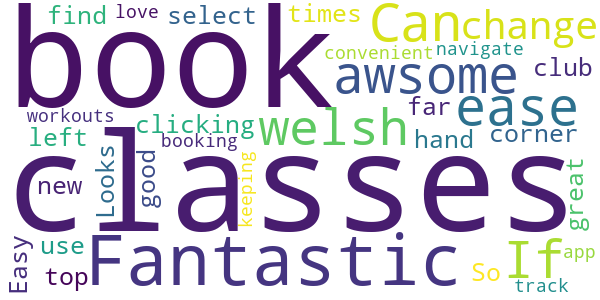 find love select times Can change
book convenient navigate
awsome club
workouts far ease
left clicking welsh hand corner
booking
new Looks good classes keeping great
Easy use Fantastic If app
top So track